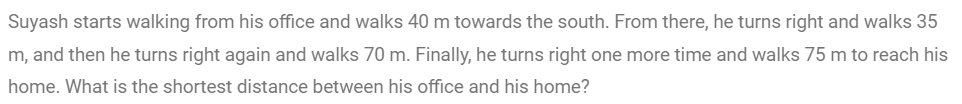 Suyash starts walking from his office and walks 40 m towards the south. From there, he turns right and walks 35
m, and then he turns right again and walks 70 m. Finally, he turns right one more time and walks 75 m to reach his
home. What is the shortest distance between his office and his home?